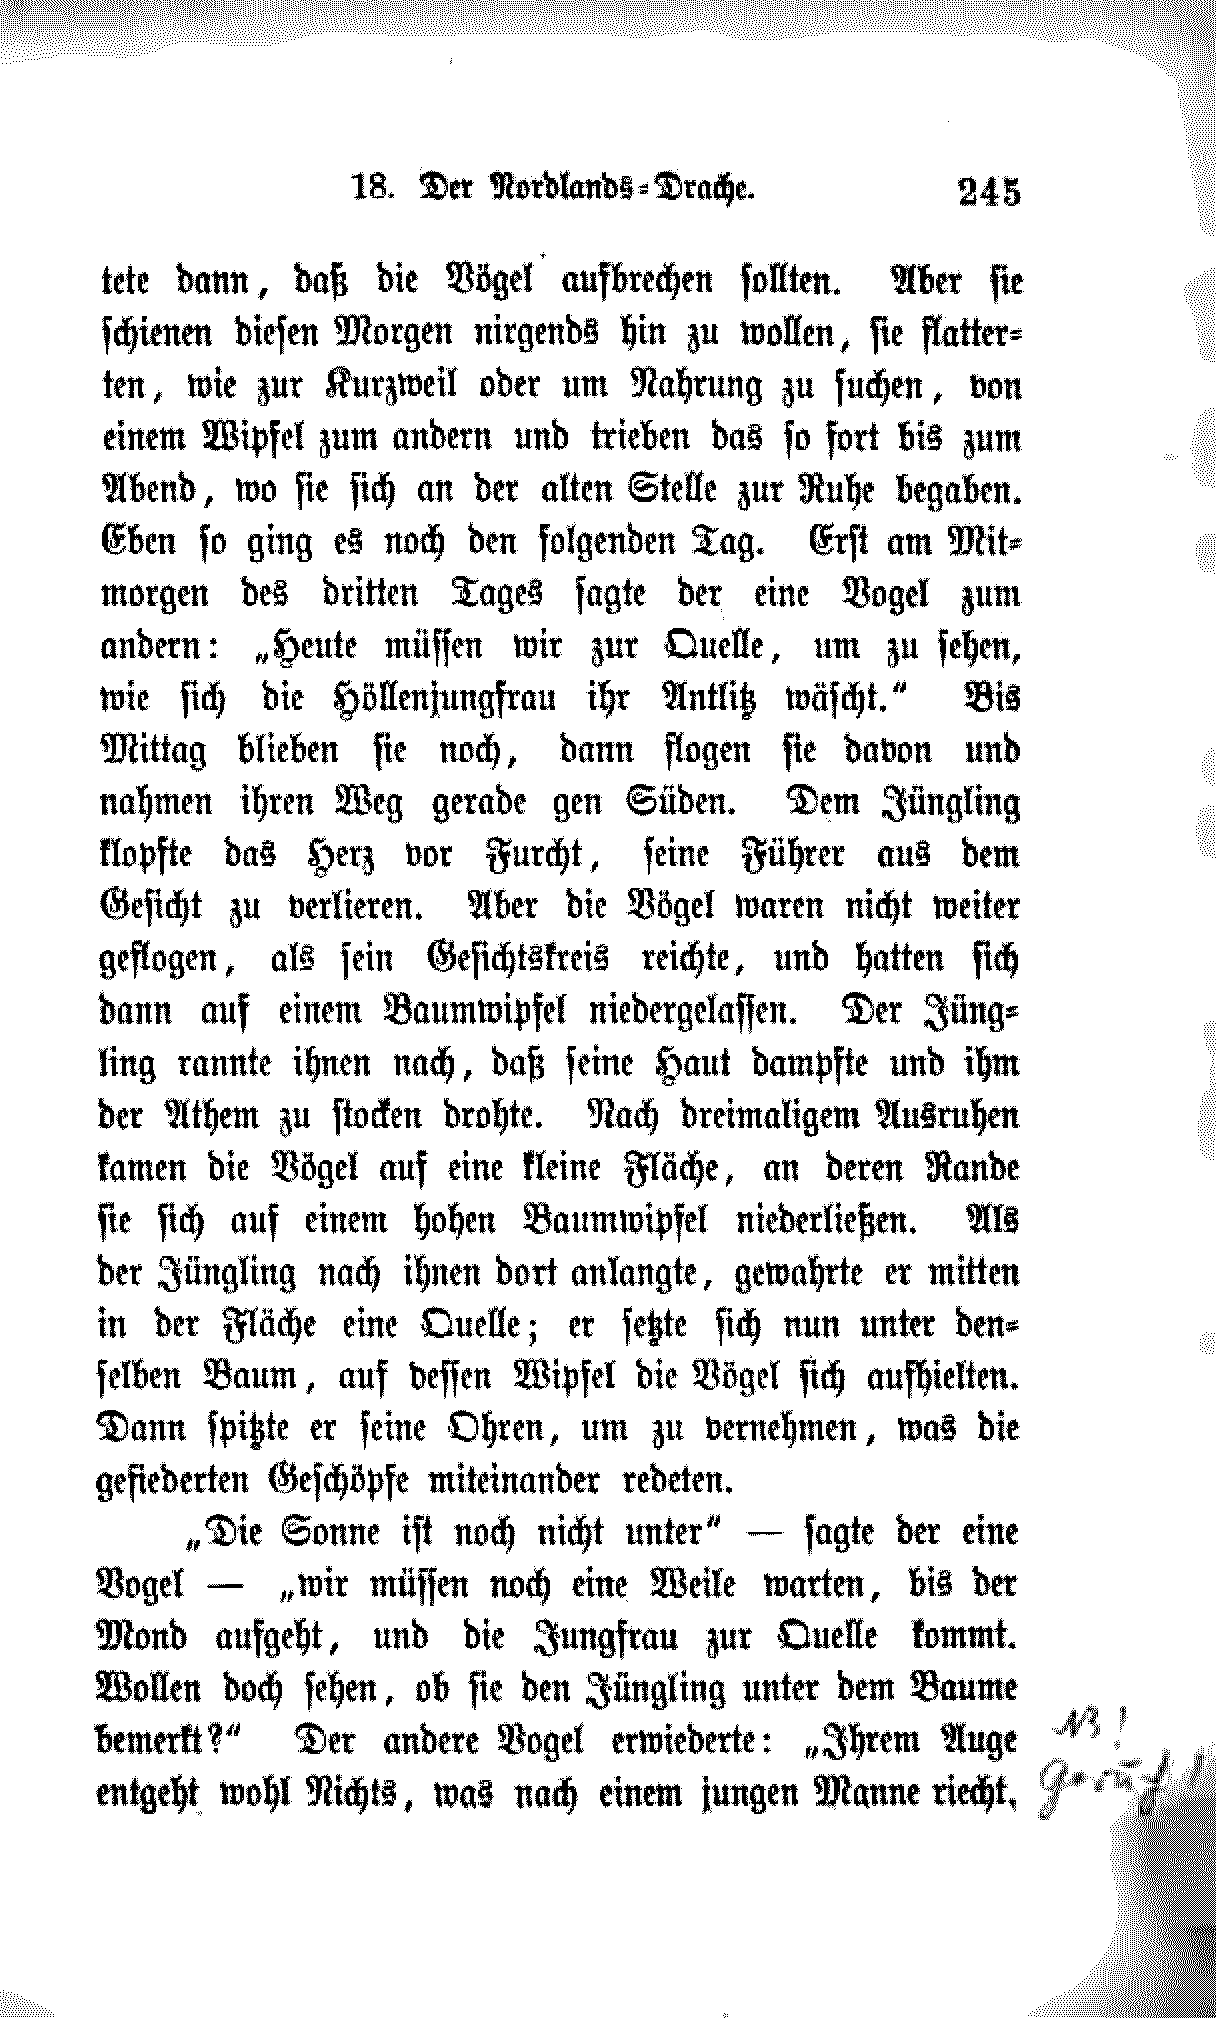 18. Der Nordlands-Drache. 245
tete dann, daß die Vögel aufbrechen sollten. Aber sie
schienen diesen Morgen nirgends hin zu wollen, sie flatter-
ten, wie zur Kurzweil oder um Nahrung zu suchen, von
einem Wipfel zum andern und trieben das so fort bis zum
Abend, wo sie sich an der alten Stelle zur Ruhe begaben.
Eben so ging es noch den folgenden Tag. Erst am Mit-
morgen des dritten Tages sagte der eine Vogel zum
andern: „Heute müssen wir zur Quelle, um zu sehen,
wie sich die Höllenjungfrau ihr Antlitz wäscht.“ Bis
Mittag blieben sie noch, dann flogen sie davon und
nahmen ihren Weg gerade gen Süden. Dem Jüngling
klopfte das Herz vor Furcht, seine Führer aus dem
Gesicht zu verlieren. Aber die Vögel waren nicht weiter
geflogen, als sein Gesichtskreis reichte, und hatten sich
dann auf einem Baumwipfel niedergelassen. Der Jüng-
ling rannte ihnen nach, daß seine Haut dampfte und ihm
der Athem zu stocken drohte. Nach dreimaligem Ausruhen
kamen die Vögel auf eine kleine Fläche, an deren Rande
sie sich auf einem hohen Baumwipfel niederließen. Als
der Jüngling nach ihnen dort anlangte, gewahrte er mitten
in der Fläche eine Quelle; er setzte sich nun unter den-
selben Baum, auf dessen Wipfel die Vögel sich aufhielten.
Dann spitzte er seine Ohren, um zu vernehmen, was die
gefiederten Geschöpfe miteinander redeten.
„Die Sonne ist noch nicht unter“ — sagte der eine
Vogel — „wir müssen noch eine Weile warten, bis der
Mond aufgeht, und die Jungfrau zur Quelle kommt.
Wollen doch sehen, ob sie den Jüngling unter dem Baume
bemerkt?“ Der andere Vogel erwiederte: „Ihrem Auge
entgeht wohl Nichts, was nach einem jungen Manne riecht.
NB!